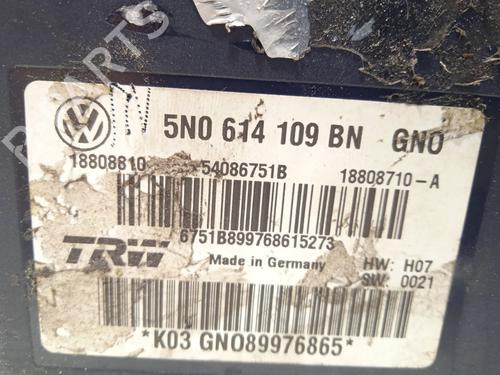 5N0 614 109 BN GNO
18808810 54086751B 18808710-A
6751B899768615273
TRW Made in Germany HW: H07
SW: 0021
*K03 GNO89976865*